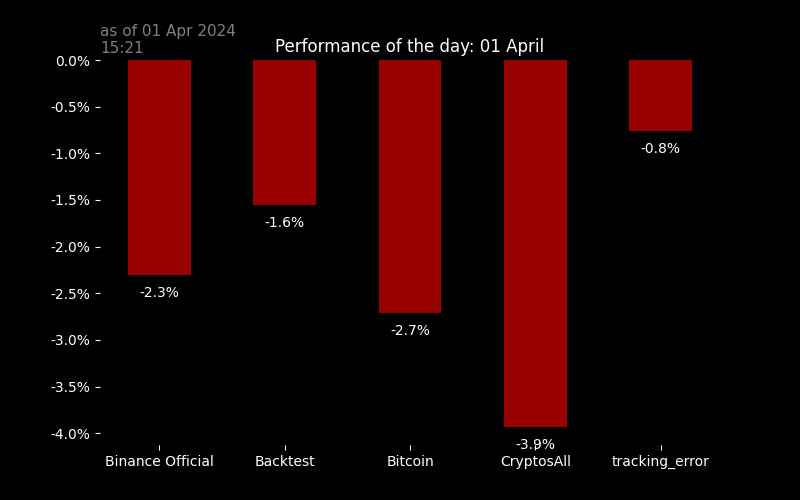 as of 01 Apr 2024
15:21
Performance of the day: 01 April
0.0%
-0.5%
-1.0%
-1.5%
-2.0%
-2.5%
-3.0%
-3.5%
-4.0%
-2.3%
-1.6%
-2.7%
-3.9%
-0.8%
Binance Official
Backtest
Bitcoin
CryptosAll
tracking_error